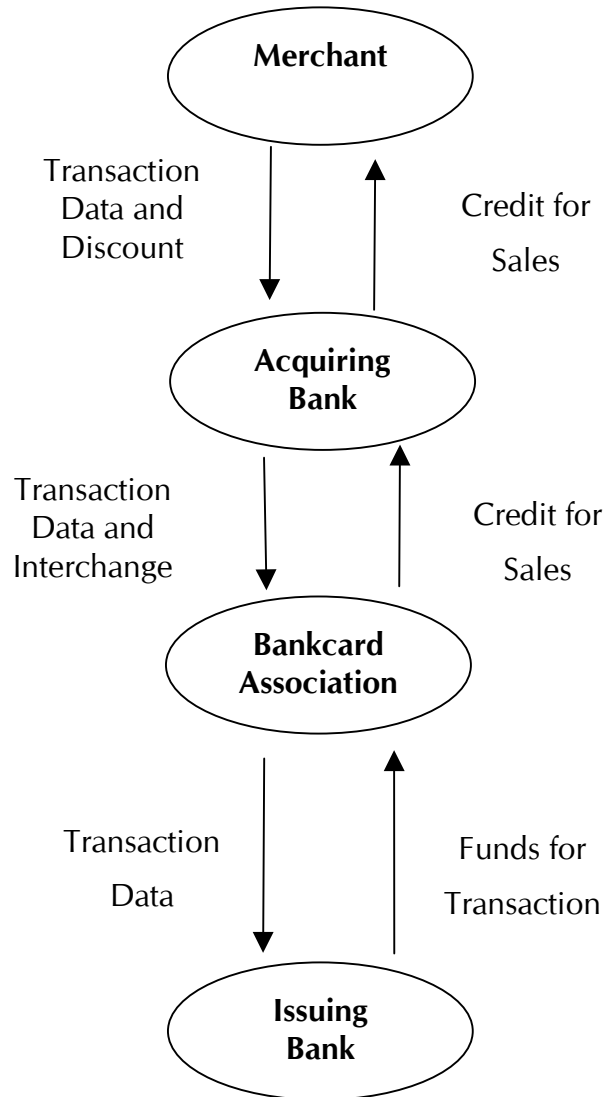 Merchant
Transaction
Data and
Discount
Credit for
Sales
Acquiring
Bank
Transaction
Data and
Interchange
Credit for
Sales
Bankcard
Association
Transaction
Data
Funds for
Transaction
Issuing
Bank